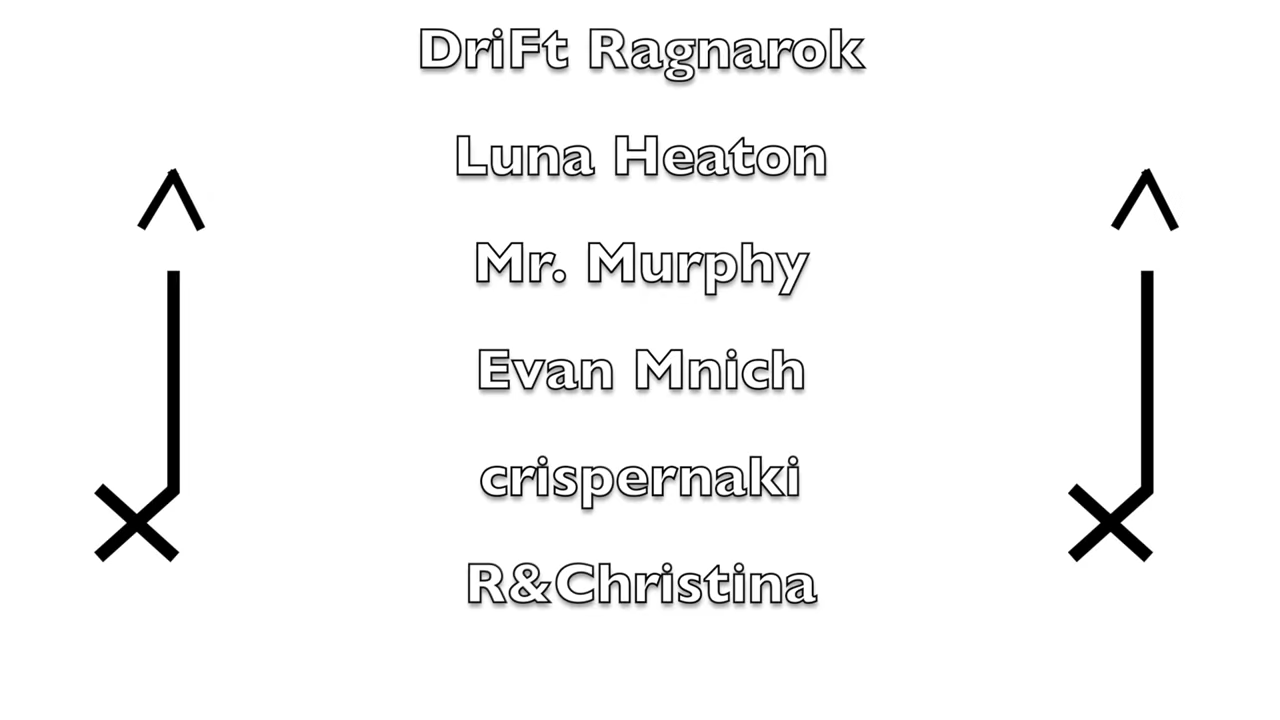 DriFt Ragnarok
Luna Heaton
Mr. Murphy
Evan Mnich
crispernaki
R&Christina